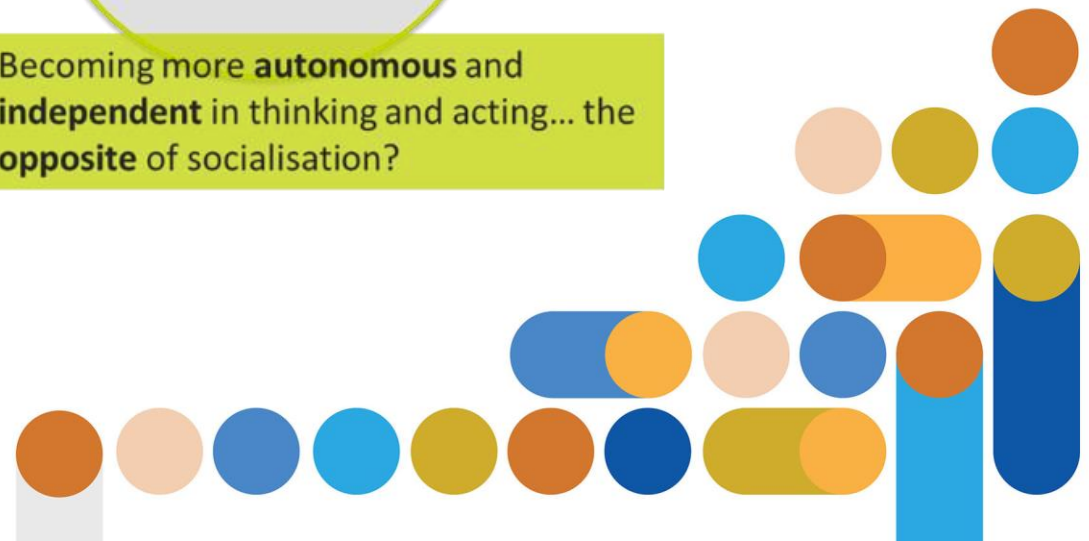 Becoming more autonomous and
independent in thinking and acting... the
opposite of socialisation?